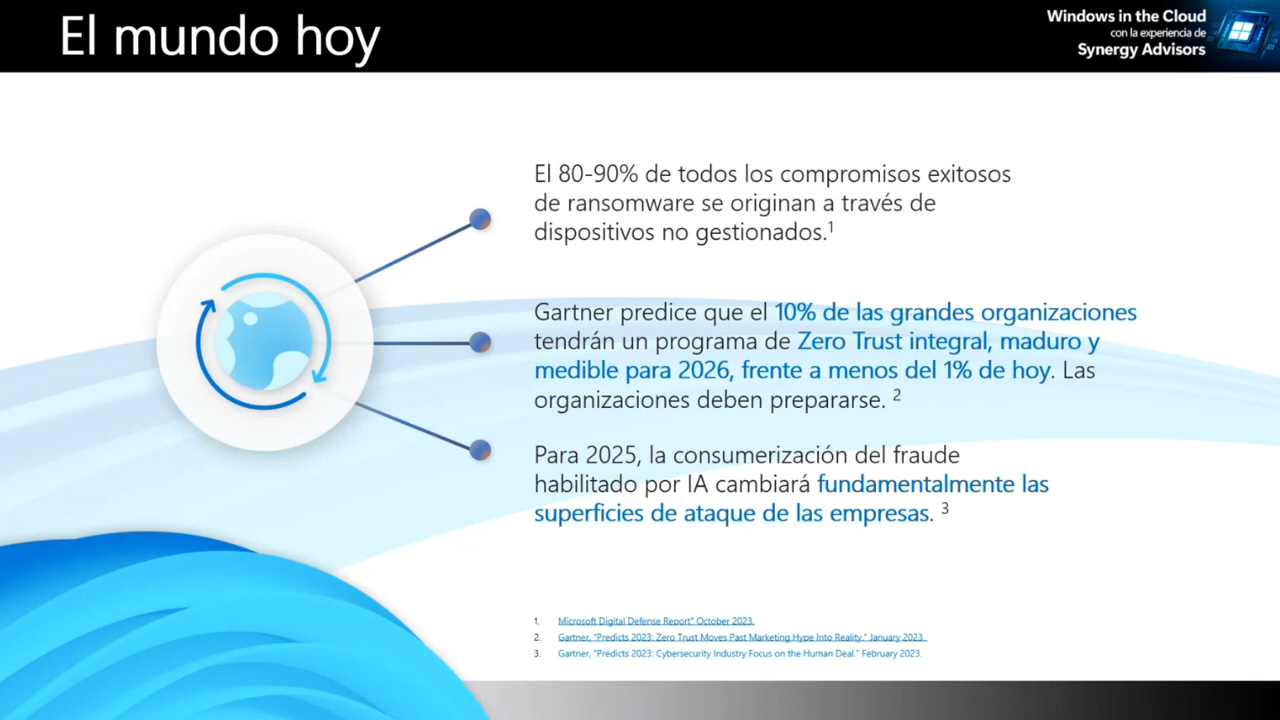 El mundo hoy
Windows in the Cloud
con la experiencia de
Synergy Advisors
El 80-90% de todos los compromisos exitosos
de ransomware se originan a través de
dispositivos no gestionados.1
Gartner predice que el 10% de las grandes organizaciones
tendrán un programa de Zero Trust integral, maduro y
medible para 2026, frente a menos del 1% de hoy. Las
organizaciones deben prepararse. 2
Para 2025, la consumerización del fraude
habilitado por IA cambiará fundamentalmente las
superficies de ataque de las empresas. 3
1. Microsoft Digital Defense Report" October 2023.
2. Gartner, "Predicts 2023: Zero Trust Moves Past Marketing Hype Into Reality." January 2023.
3. Gartner, "Predicts 2023: Cybersecurity Industry Focus on the Human Deal." February 2023.